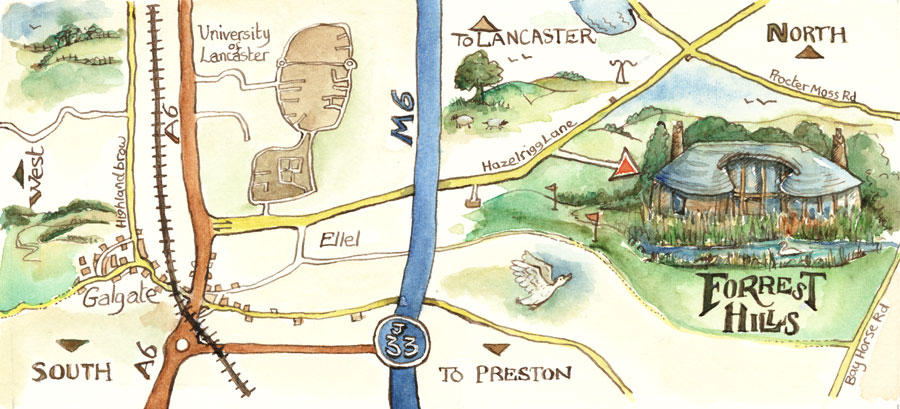 University
of
Lancaster
TO LANCASTER
NORTH
Procter Moss Rd
A6
M6
Hazelrigg Lane
WEST
Highland brow
Ellel
Galgate
FORREST
HILLS
J
33
SOUTH
A6
TO PRESTON
Bay Horse Rd